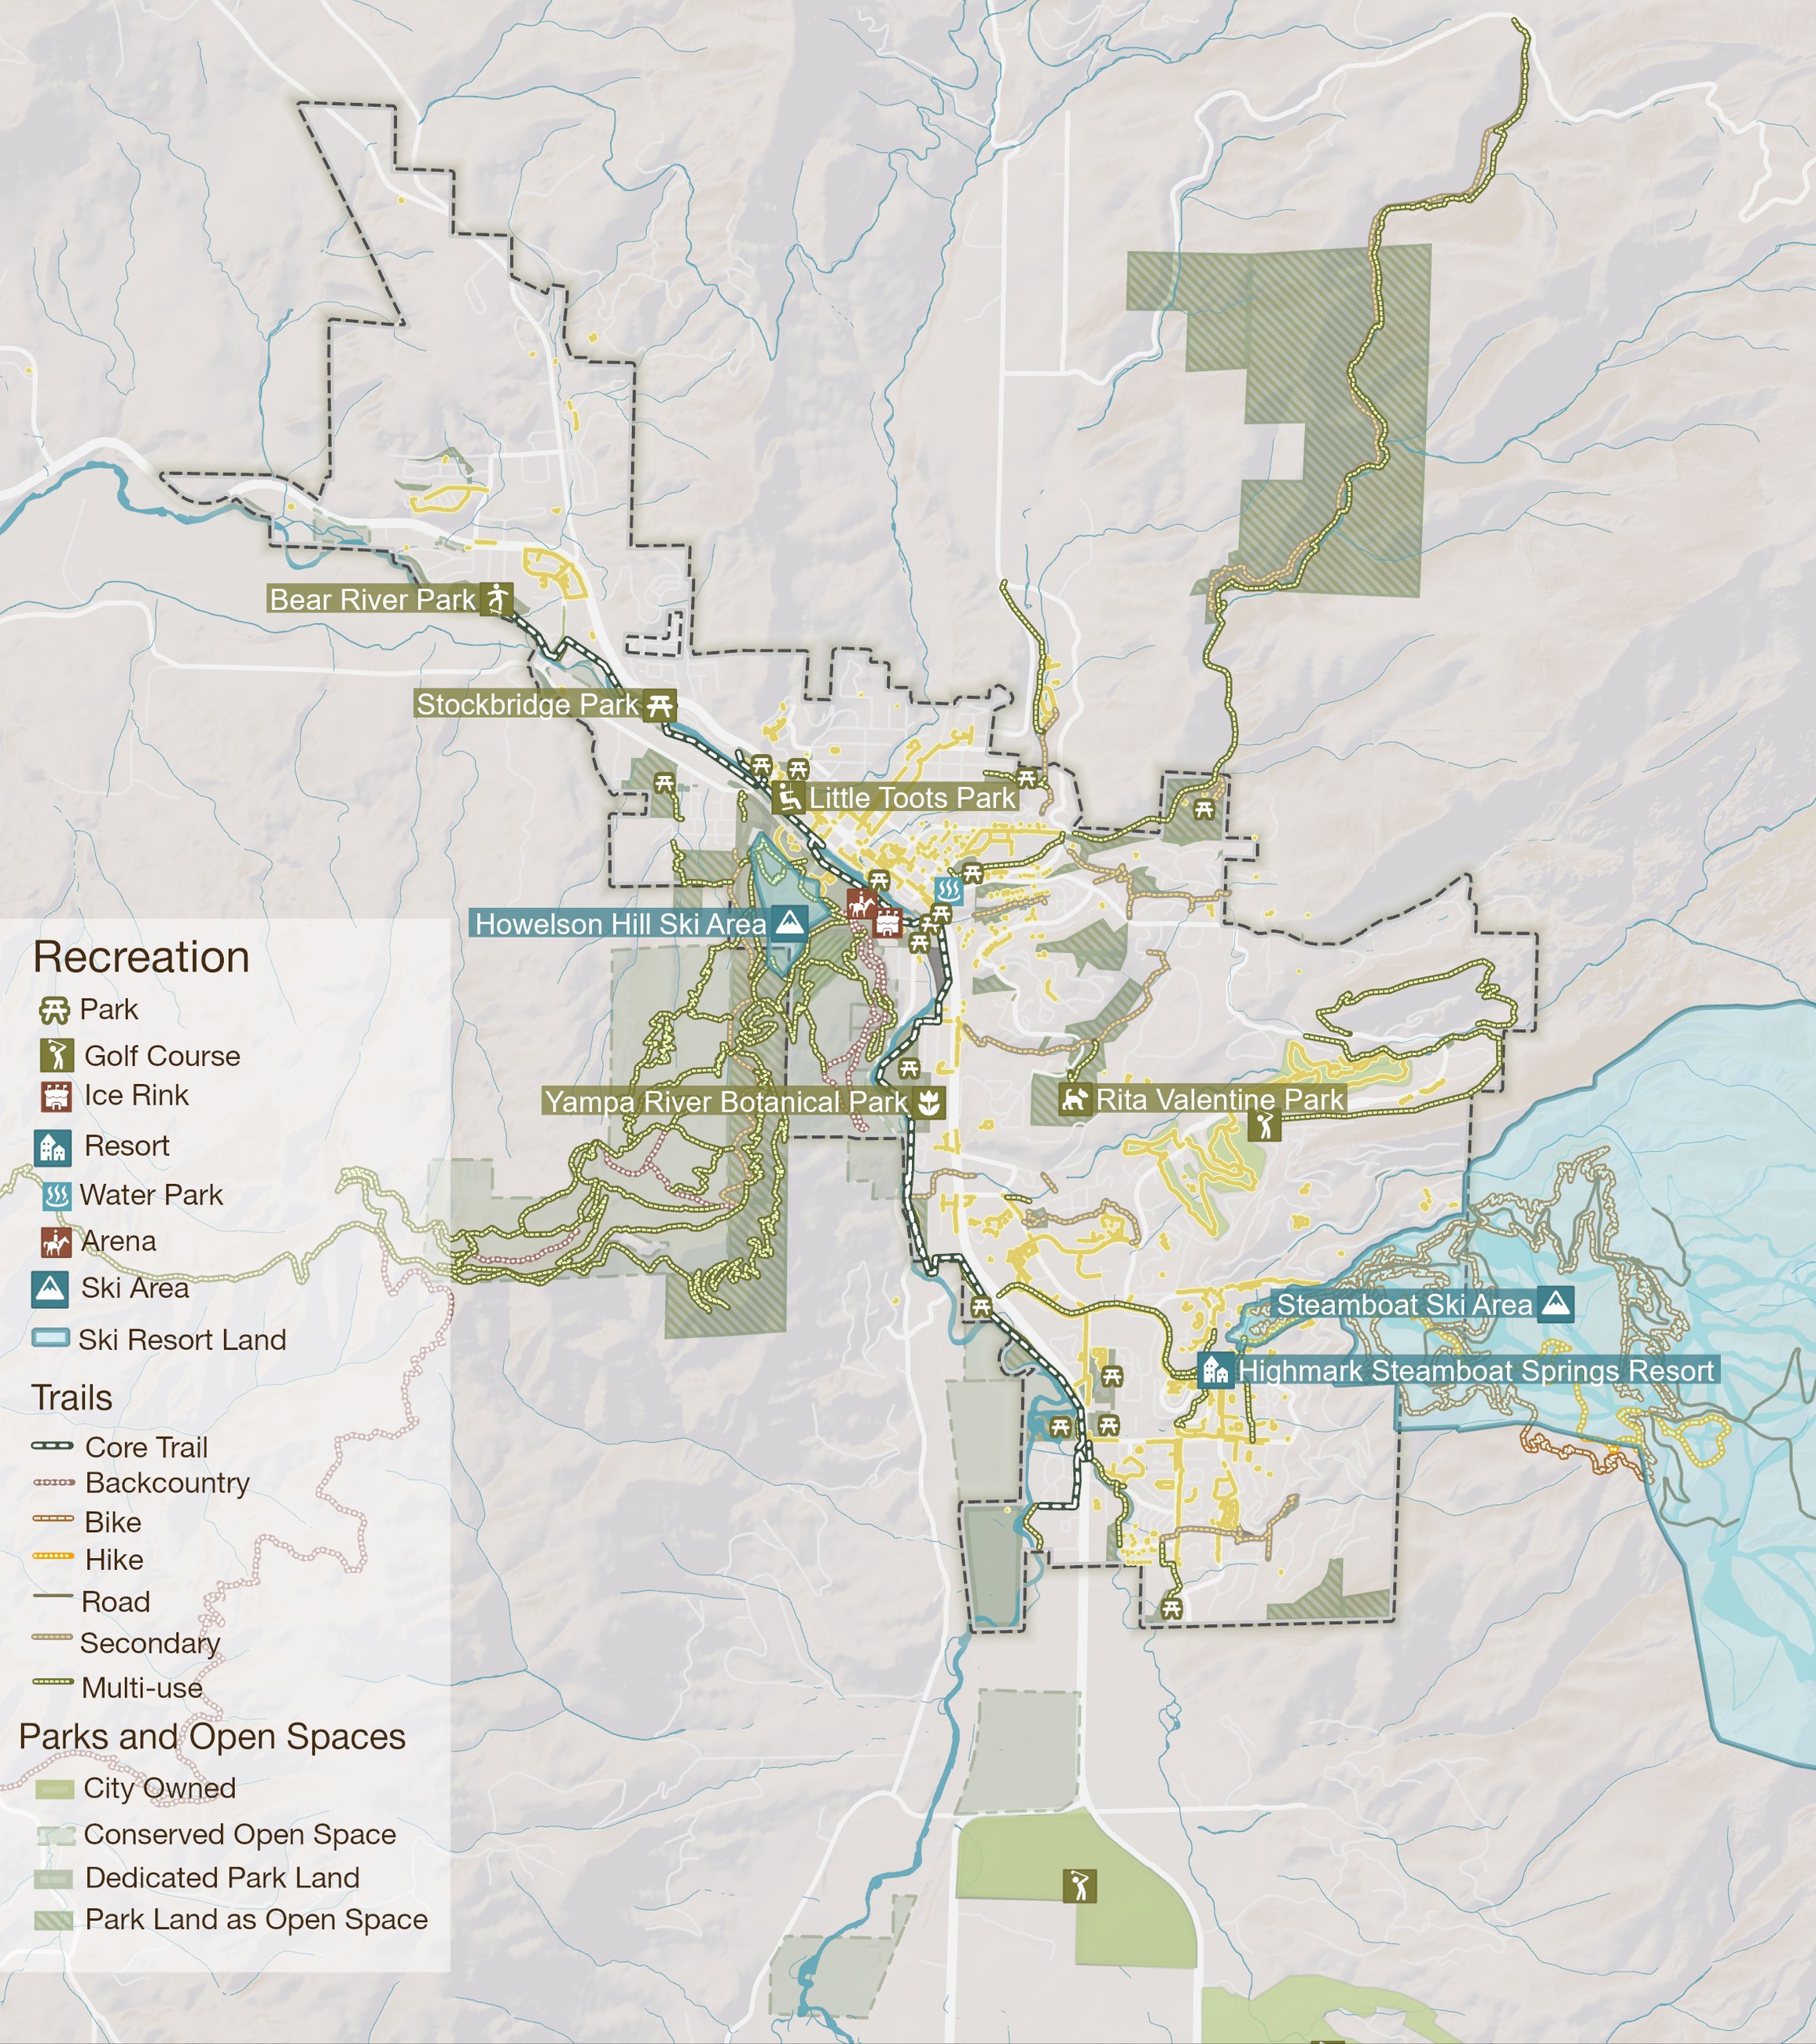 Bear River Park
Stockbridge Park
Little Toots Park
Howelson Hill Ski Area
Yampa River Botanical Park
Rita Valentine Park
Steamboat Ski Area
Highmark Steamboat Springs Resort
Recreation
Park
Golf Course
Ice Rink
Resort
Water Park
Arena
Ski Area
Ski Resort Land
Trails
Core Trail
Backcountry
Bike
Hike
Road
Secondary
Multi-use
Parks and Open Spaces
City Owned
Conserved Open Space
Dedicated Park Land
Park Land as Open Space